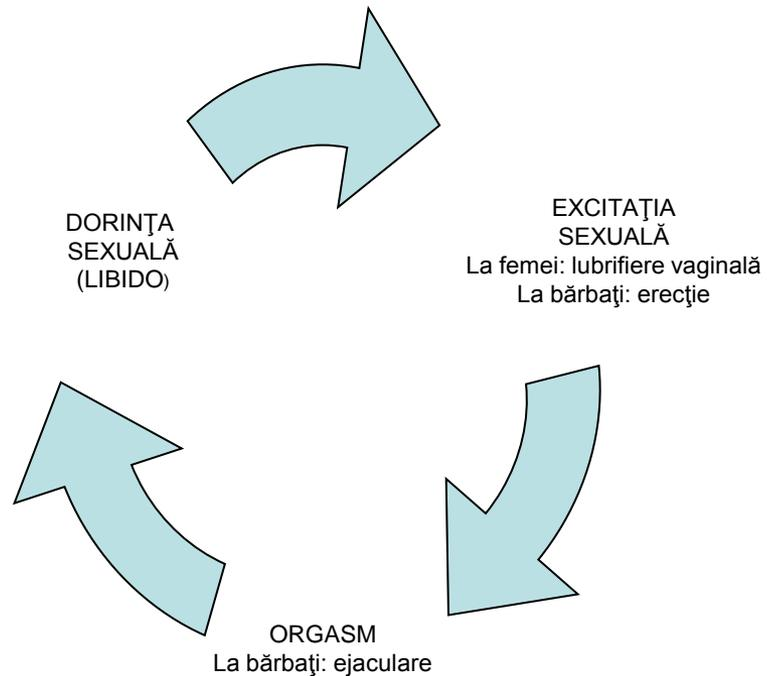 DORINŢA
SEXUALĂ
(LIBIDO)
EXCITAŢIA
SEXUALĂ
La femei: lubrifiere vaginală
La bărbaţi: erecţie
ORGASM
La bărbaţi: ejaculare